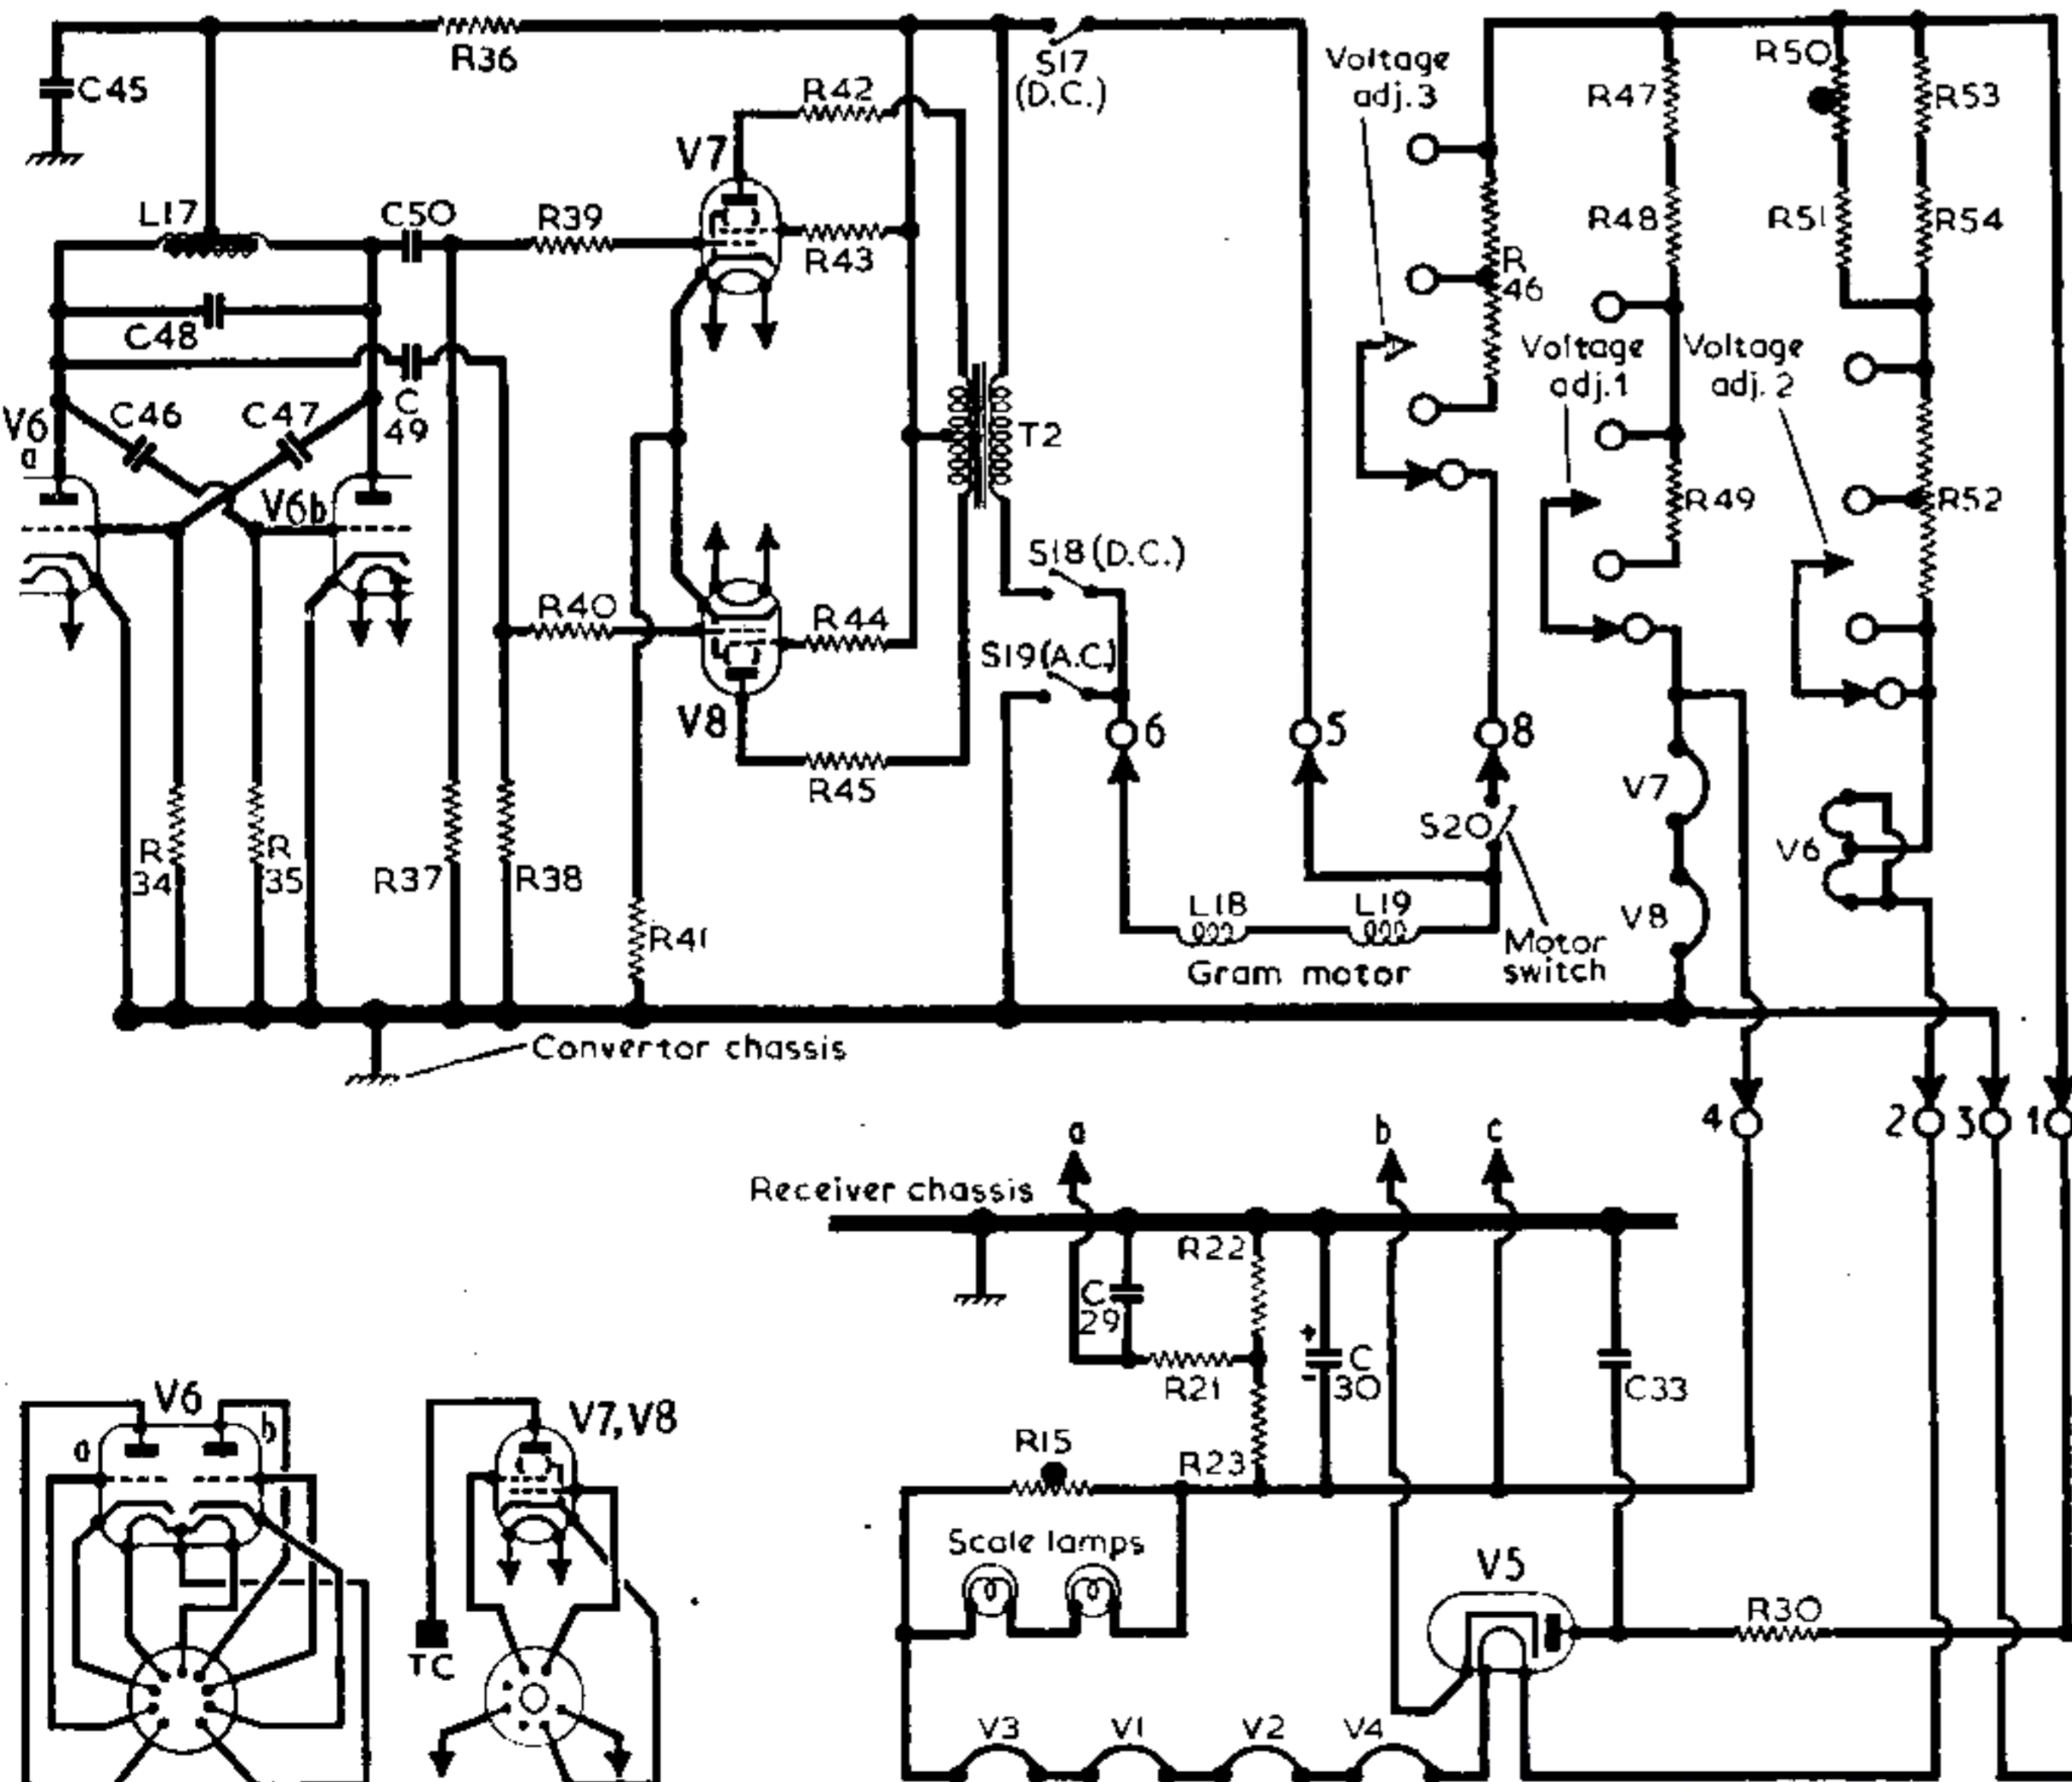 R36
C45
S17
(D.C.)
Voltage
adj.3
R47
R50
R53
R42
V7
L17
C50
R39
R43
R48
R51
R54
R
46
C48
C
49
C46
C47
V6
a
V6b
T2
Voltage
adj.1
Voltage
adj.2
R49
R52
S18(D.C.)
R40
R44
S19(A.C.)
V8
6
5
8
R45
V7
S20
V6
R
34
R
35
R37
R38
R41
L18
L19
V8
Gram motor
Motor
switch
Convertor chassis
4
2
3
1
a
b
c
Receiver chassis
R22
C
29
R21
+
C
30
-
C33
V6
a
b
V7,V8
R15
R23
Scale lamps
V5
R30
TC
V3
V1
V2
V4